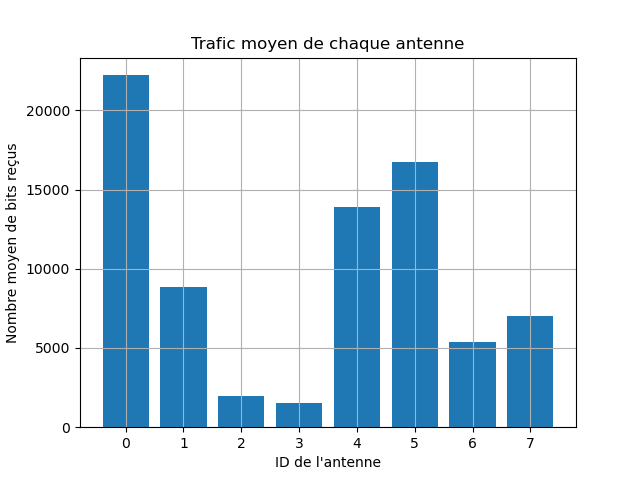 Trafic moyen de chaque antenne
Nombre moyen de bits reçus
20000
15000
10000
5000
0
0 1 2 3 4 5 6 7
ID de l'antenne